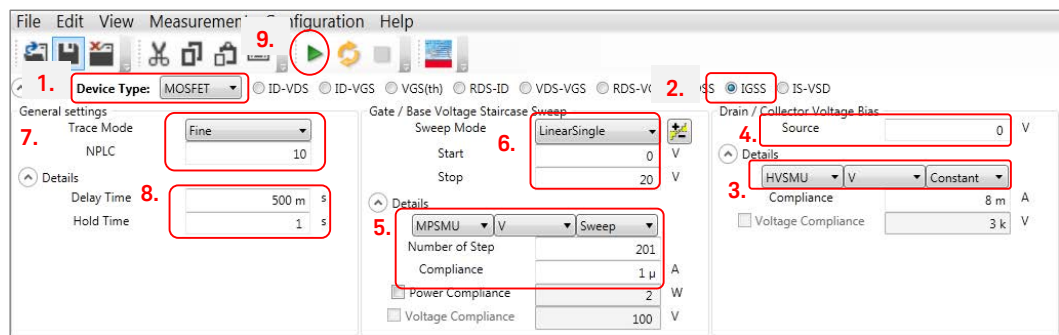 File Edit View Measurement Configuration Help
9.
1. Device Type: MOSFET ID-VDS ID-VGS VGS(th) RDS-ID VDS-VGS 2. IGSS IS-VSD
General settings
7. Trace Mode Fine
NPLC 10
Details
8. Delay Time 500 m s
Hold Time 1 s
Gate / Base Voltage Staircase Sweep
6. Sweep Mode LinearSingle
Start 0 V
Stop 20 V
Details
5. MPSMU V Sweep
Number of Step 201
Compliance 1 µ A
Power Compliance 2 W
Voltage Compliance 100 V
Drain / Collector Voltage Bias
4. Source 0 V
Details
3. HVSMU V Constant
Compliance 8 m A
Voltage Compliance 3 k V